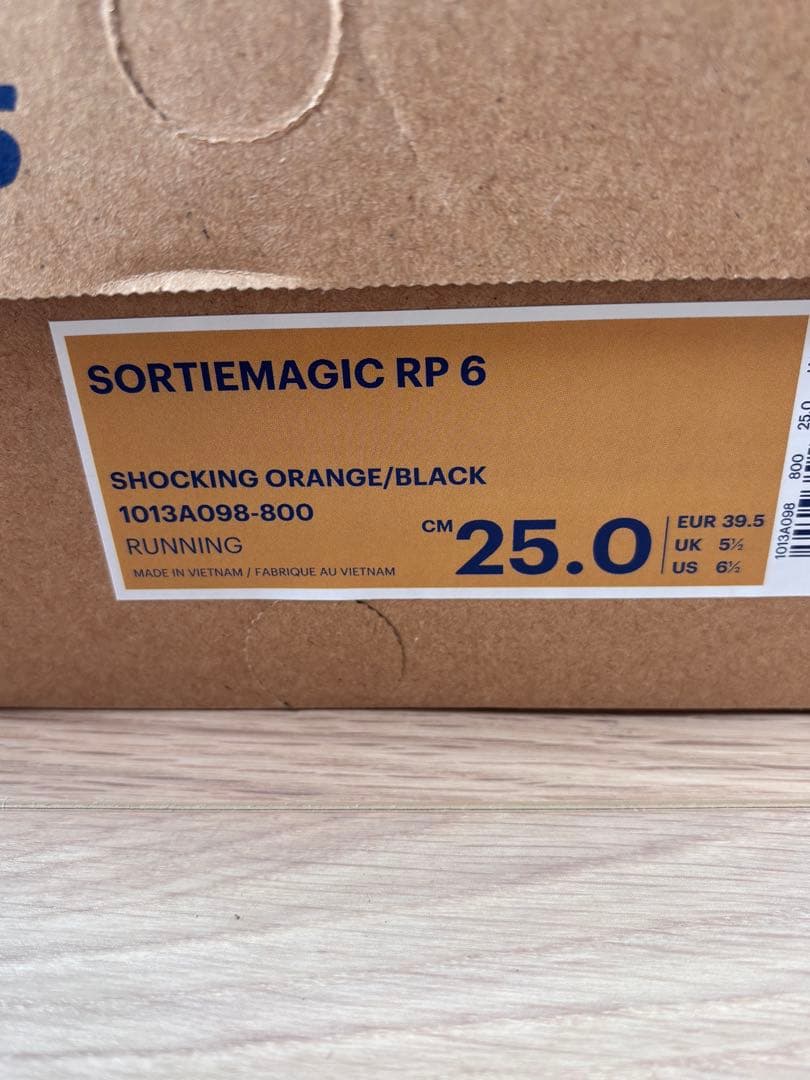 S
SORTIEMAGIC RP 6
SHOCKING ORANGE/BLACK
1013A098-800
RUNNING
MADE IN VIETNAM / FABRIQUE AU VIETNAM
CM 25.0
EUR 39.5
UK 5½
US 6½
1013A098 800 25.0